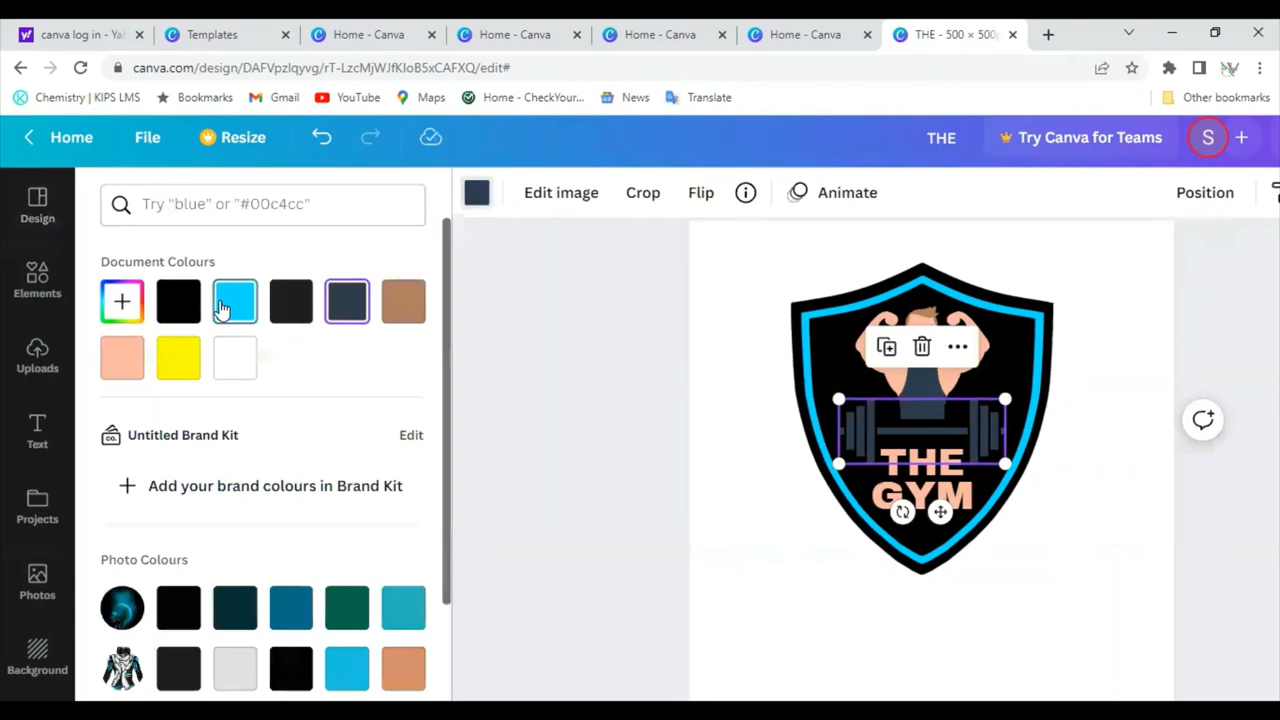 canva log in - Ya
Templates
Home - Canva
Home - Canva
Home - Canva
Home - Canva
THE - 500 × 500
canva.com/design/DAFVpzIqyvg/rT-LzcMjWJfKIoB5xCAFXQ/edit#
Chemistry | KIPS LMS
Bookmarks
Gmail
YouTube
Maps
Home - CheckYour...
News
Translate
Other bookmarks
Home
File
Resize
THE
Try Canva for Teams
S
Design
Elements
Uploads
Text
Projects
Photos
Background
Try "blue" or "#00c4cc"
Document Colours
Untitled Brand Kit
Edit
Add your brand colours in Brand Kit
Photo Colours
Edit image
Crop
Flip
Animate
Position
THE
GYM